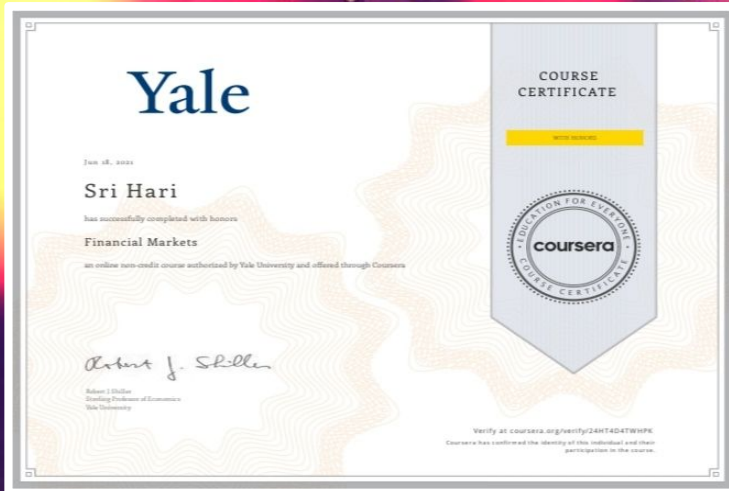 Yale
COURSE
CERTIFICATE
WITH HONORS
Jun 18, 2021
Sri Hari
has successfully completed with honors
Financial Markets
an online non-credit course authorized by Yale University and offered through Coursera
EDUCATION FOR EVERYONE
coursera
COURSE CERTIFICATE
Robert J. Shiller
Robert J Shiller
Sterling Professor of Economics
Yale University
Verify at coursera.org/verify/24HT4D4TWHPK
Coursera has confirmed the identity of this individual and their
participation in the course.